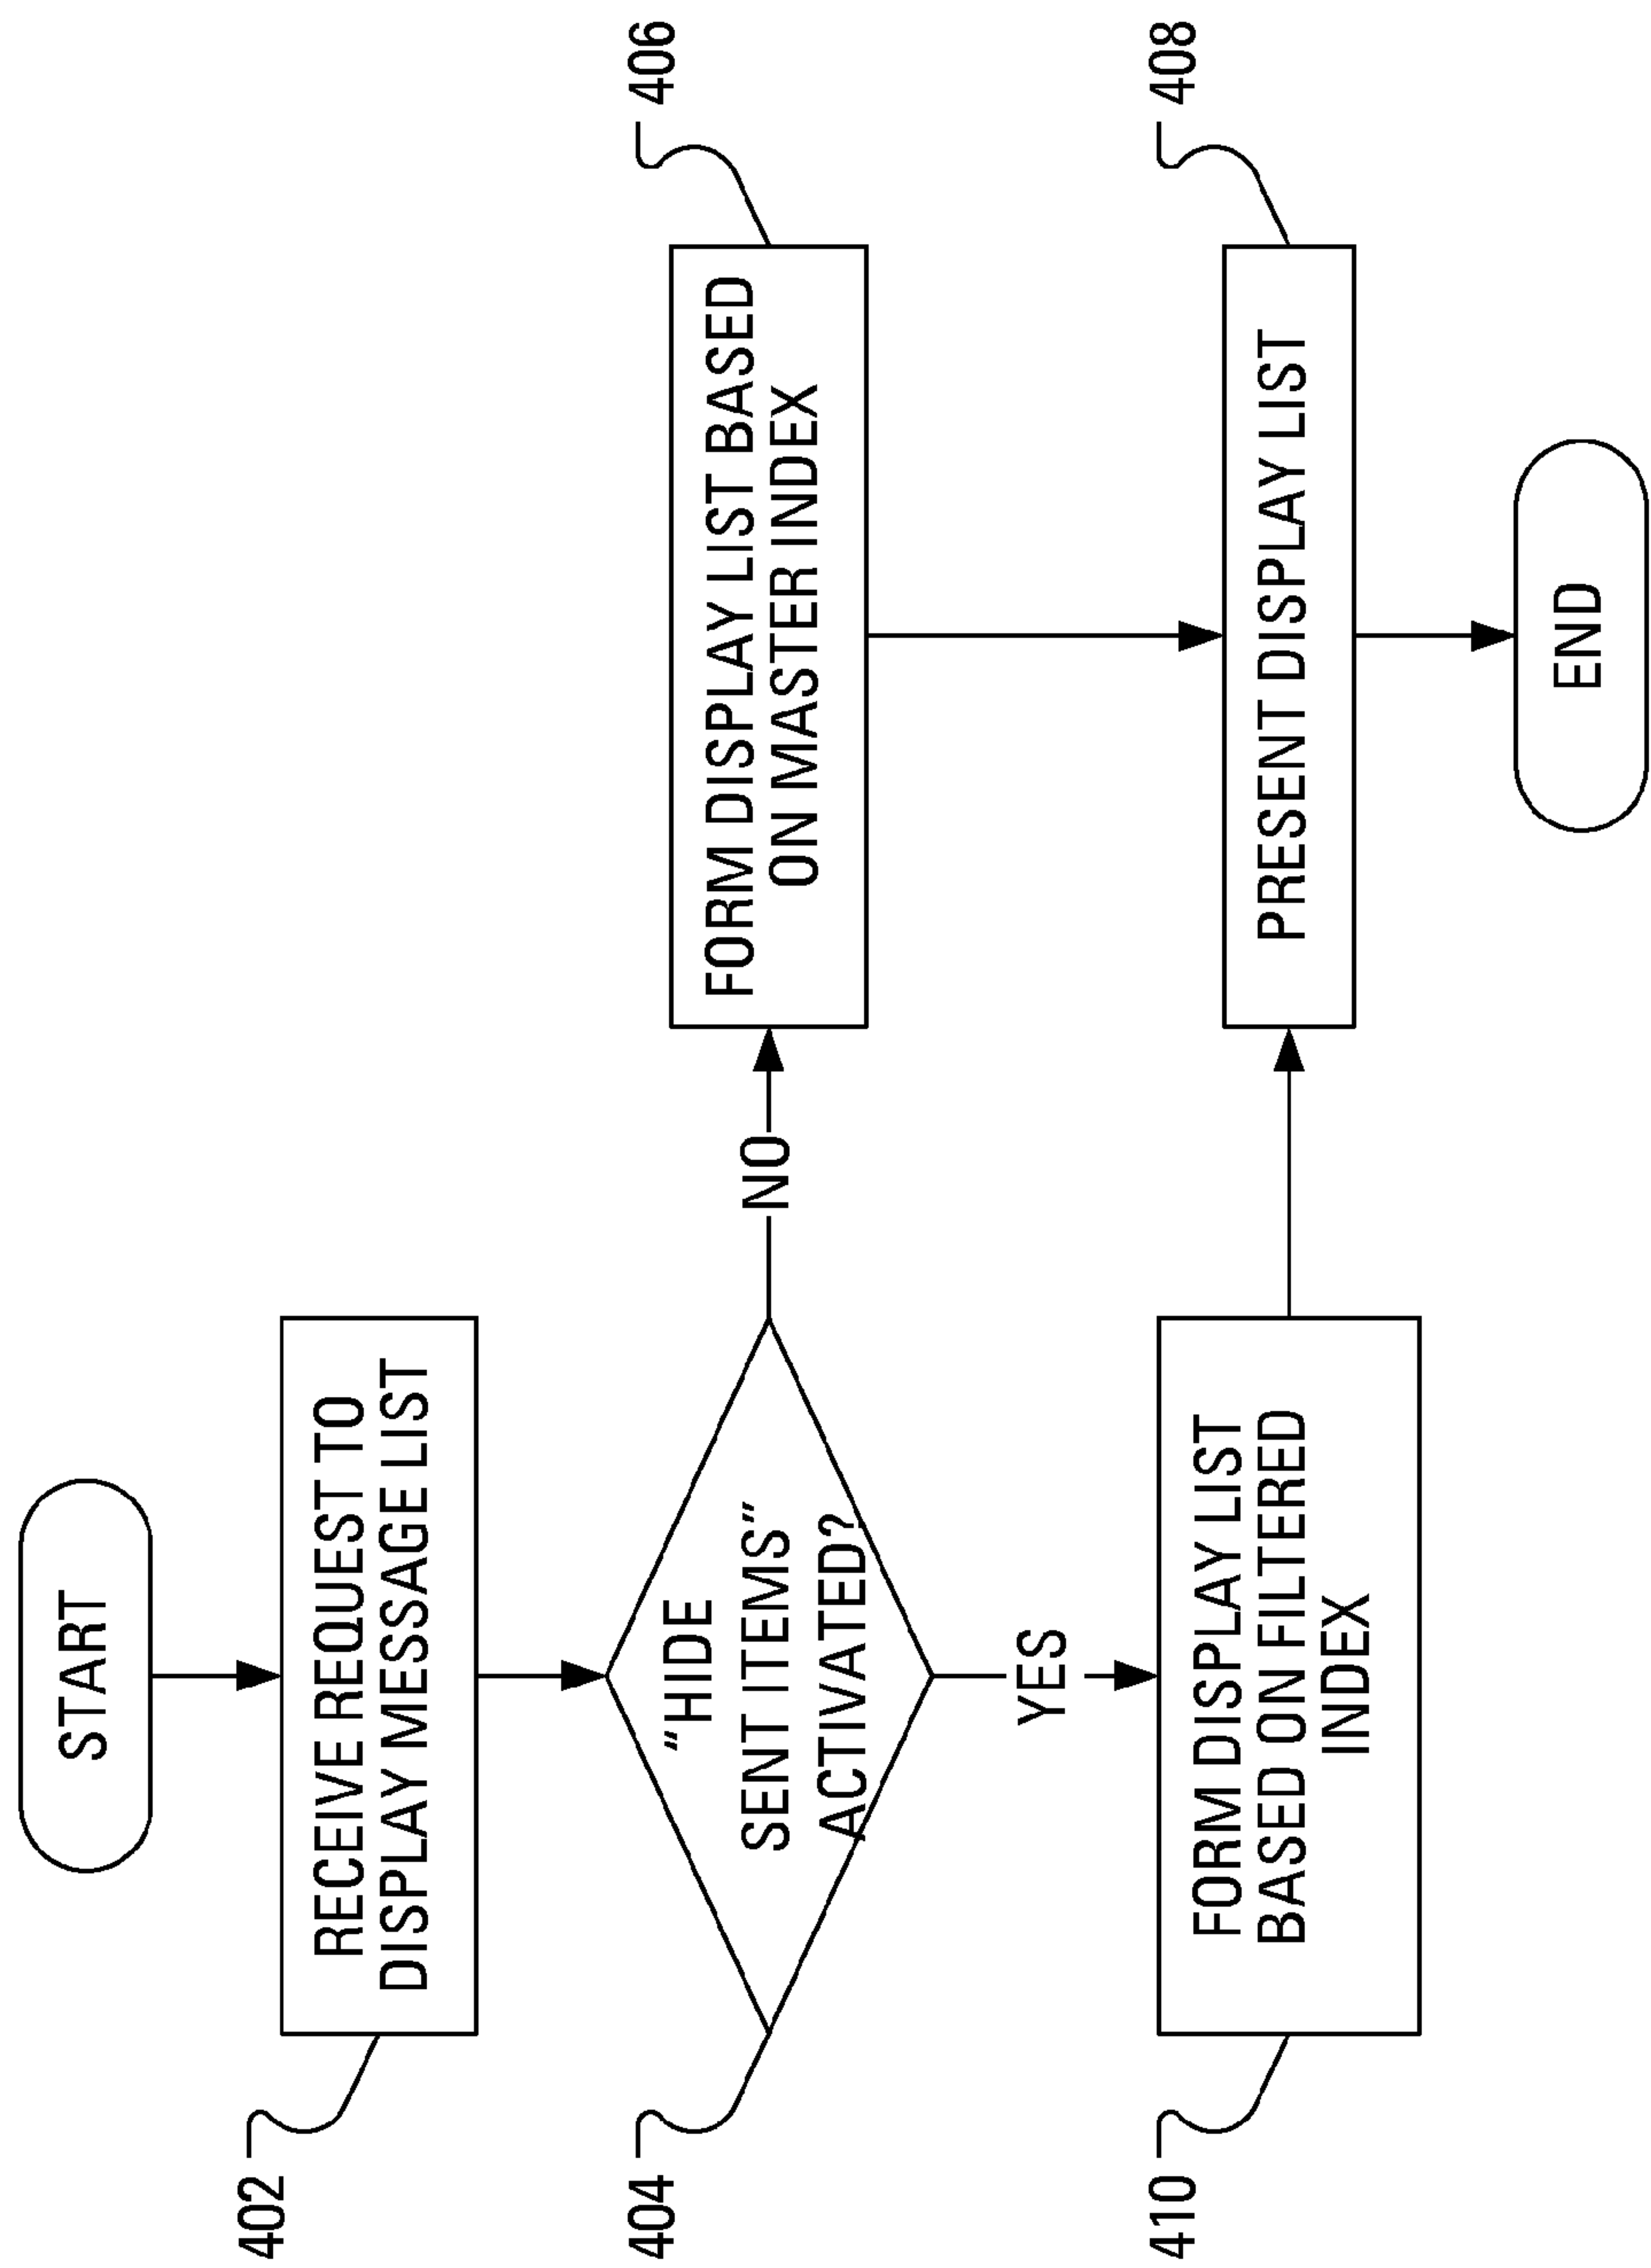 START
402
RECEIVE REQUEST TO
DISPLAY MESSAGE LIST
404
"HIDE
SENT ITEMS"
ACTIVATED?
NO
406
FORM DISPLAY LIST BASED
ON MASTER INDEX
YES
410
FORM DISPLAY LIST
BASED ON FILTERED
INDEX
408
PRESENT DISPLAY LIST
END